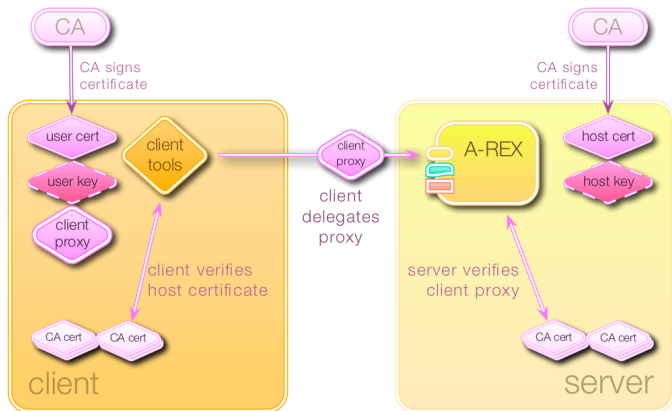 CA
CA signs
certificate
user cert
user key
client
proxy
client
tools
client
proxy
client
delegates
proxy
client verifies
host certificate
CA cert
CA cert
client
CA
CA signs
certificate
A-REX
host cert
host key
server verifies
client proxy
CA cert
CA cert
server